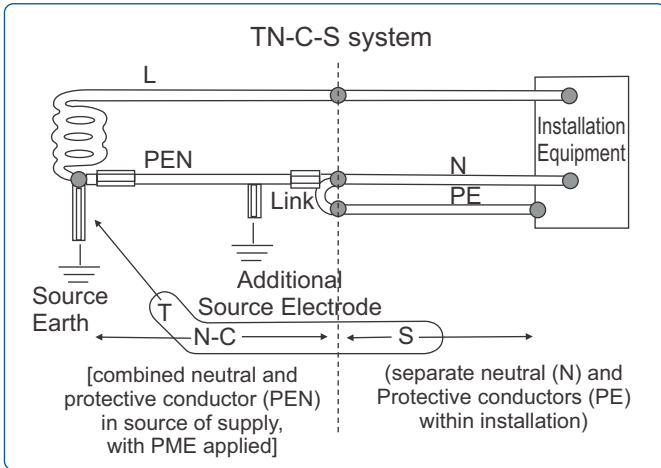 TN-C-S system
L
Installation
Equipment
PEN
N
Link
PE
Source
Earth
Additional
Source Electrode
T
N-C
S
[combined neutral and
protective conductor (PEN)
in source of supply,
with PME applied]
(separate neutral (N) and
Protective conductors (PE)
within installation)